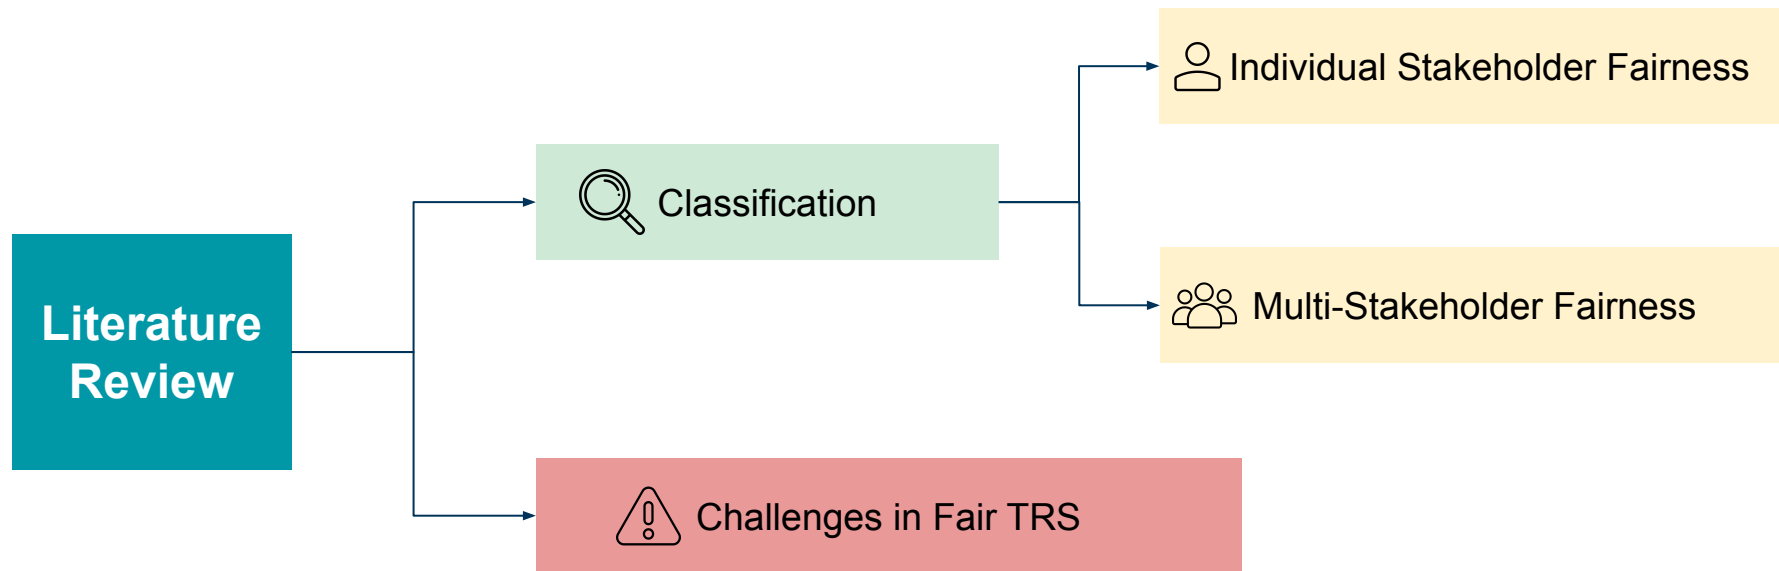 Literature
Review
Classification
Challenges in Fair TRS
Individual Stakeholder Fairness
Multi-Stakeholder Fairness